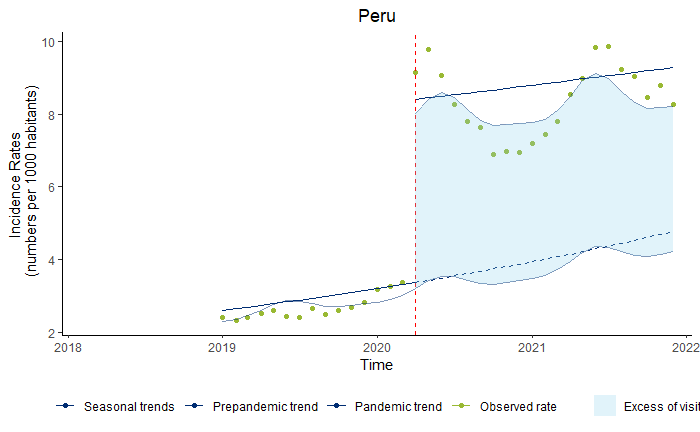 Peru
Incidence Rates
(numbers per 1000 habitants)
10
8
6
4
2
2018 2019 2020 2021 2022
Time
Seasonal trends Prepandemic trend Pandemic trend Observed rate Excess of visit